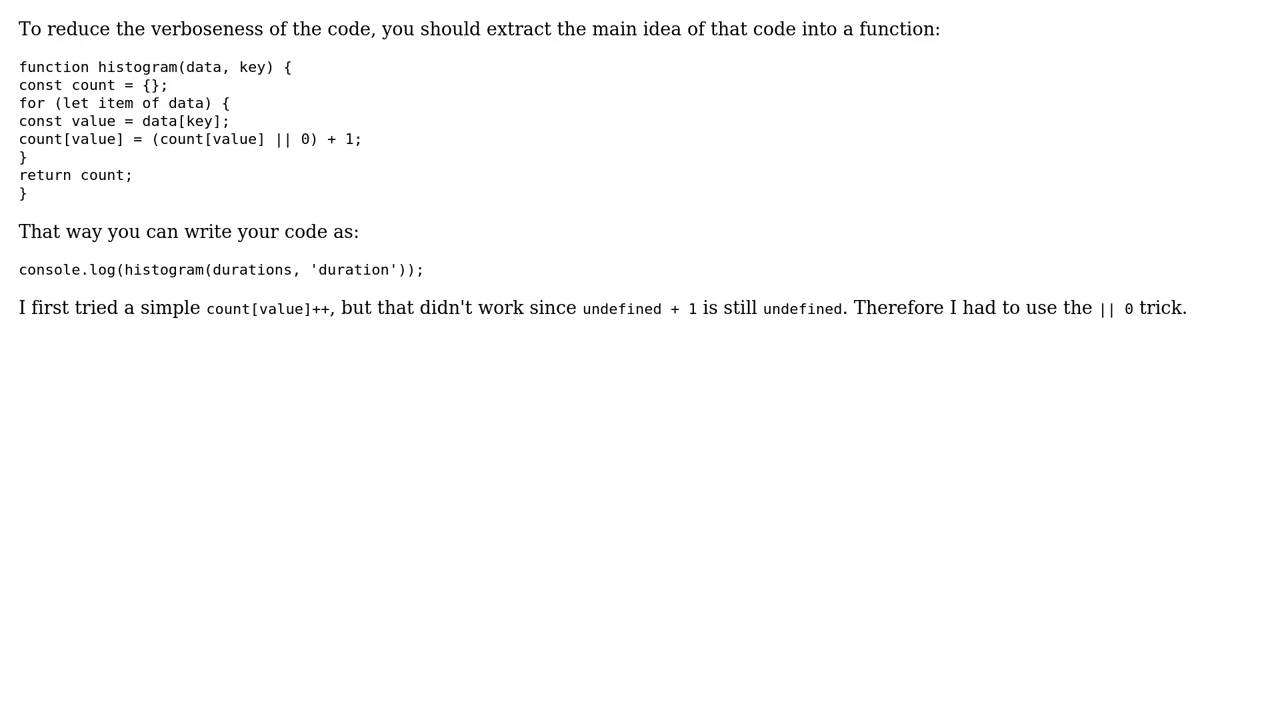 To reduce the verboseness of the code, you should extract the main idea of that code into a function:
function histogram(data, key) {
const count = {};
for (let item of data) {
const value = data[key];
count[value] = (count[value] || 0) + 1;
}
return count;
}
That way you can write your code as:
console.log(histogram(durations, 'duration'));
I first tried a simple count[value]++, but that didn't work since undefined + 1 is still undefined. Therefore I had to use the || 0 trick.